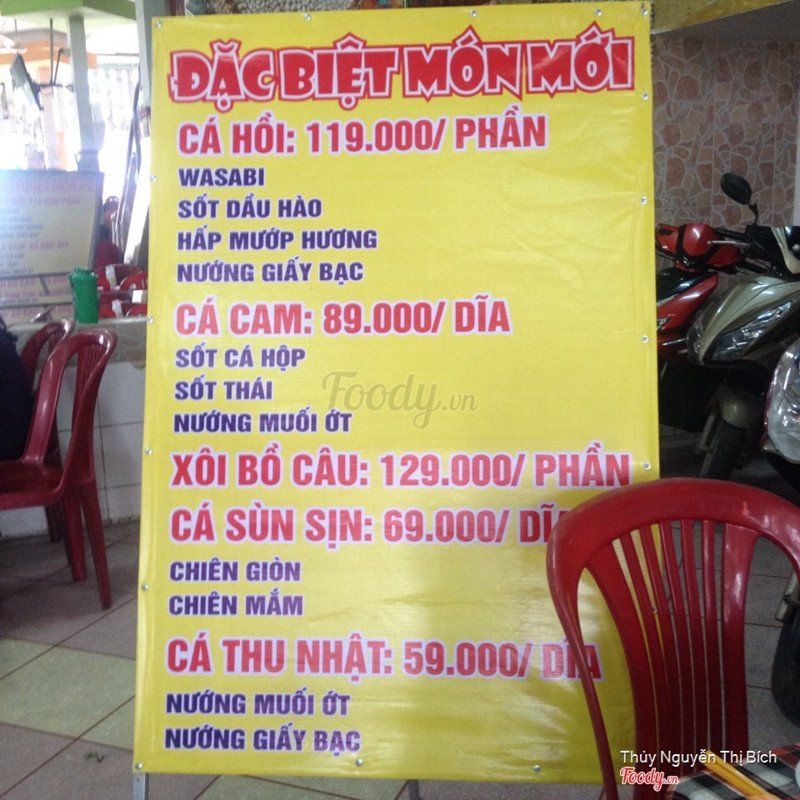 ĐẶC BIỆT MÓN MỚI
CÁ HỒI: 119.000/ PHẦN
WASABI
SỐT DẦU HÀO
HẤP MƯỚP HƯƠNG
NƯỚNG GIẤY BẠC
CÁ CAM: 89.000/ DĨA
SỐT CÁ HỘP
SỐT THÁI
NƯỚNG MUỐI ỚT
Foody.vn
XÔI BỒ CÂU: 129.000/ PHẦN
CÁ SÙN SỊN: 69.000/ DĨA
CHIÊN GIÒN
CHIÊN MẮM
CÁ THU NHẬT: 59.000/ DĨA
NƯỚNG MUỐI ỚT
NƯỚNG GIẤY BẠC
Thủy Nguyễn Thị Bích
Foody.vn